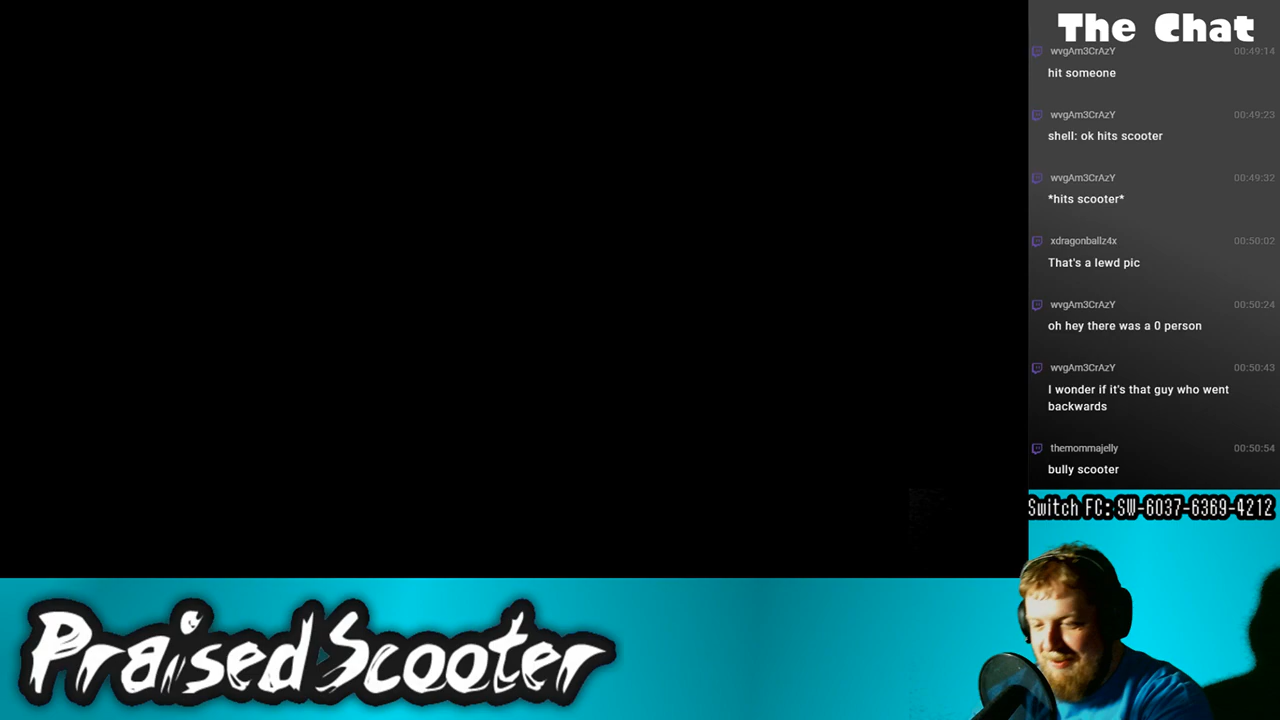 The Chat
wvgAm3CrAzY 00:49:14
hit someone
wvgAm3CrAzY 00:49:23
shell: ok hits scooter
wvgAm3CrAzY 00:49:32
*hits scooter*
xdragonballz4x 00:50:02
That's a lewd pic
wvgAm3CrAzY 00:50:24
oh hey there was a 0 person
wvgAm3CrAzY 00:50:43
I wonder if it's that guy who went
backwards
themommajelly 00:50:54
bully scooter
Switch FC: SW-6037-6369-4212
PraisedScooter